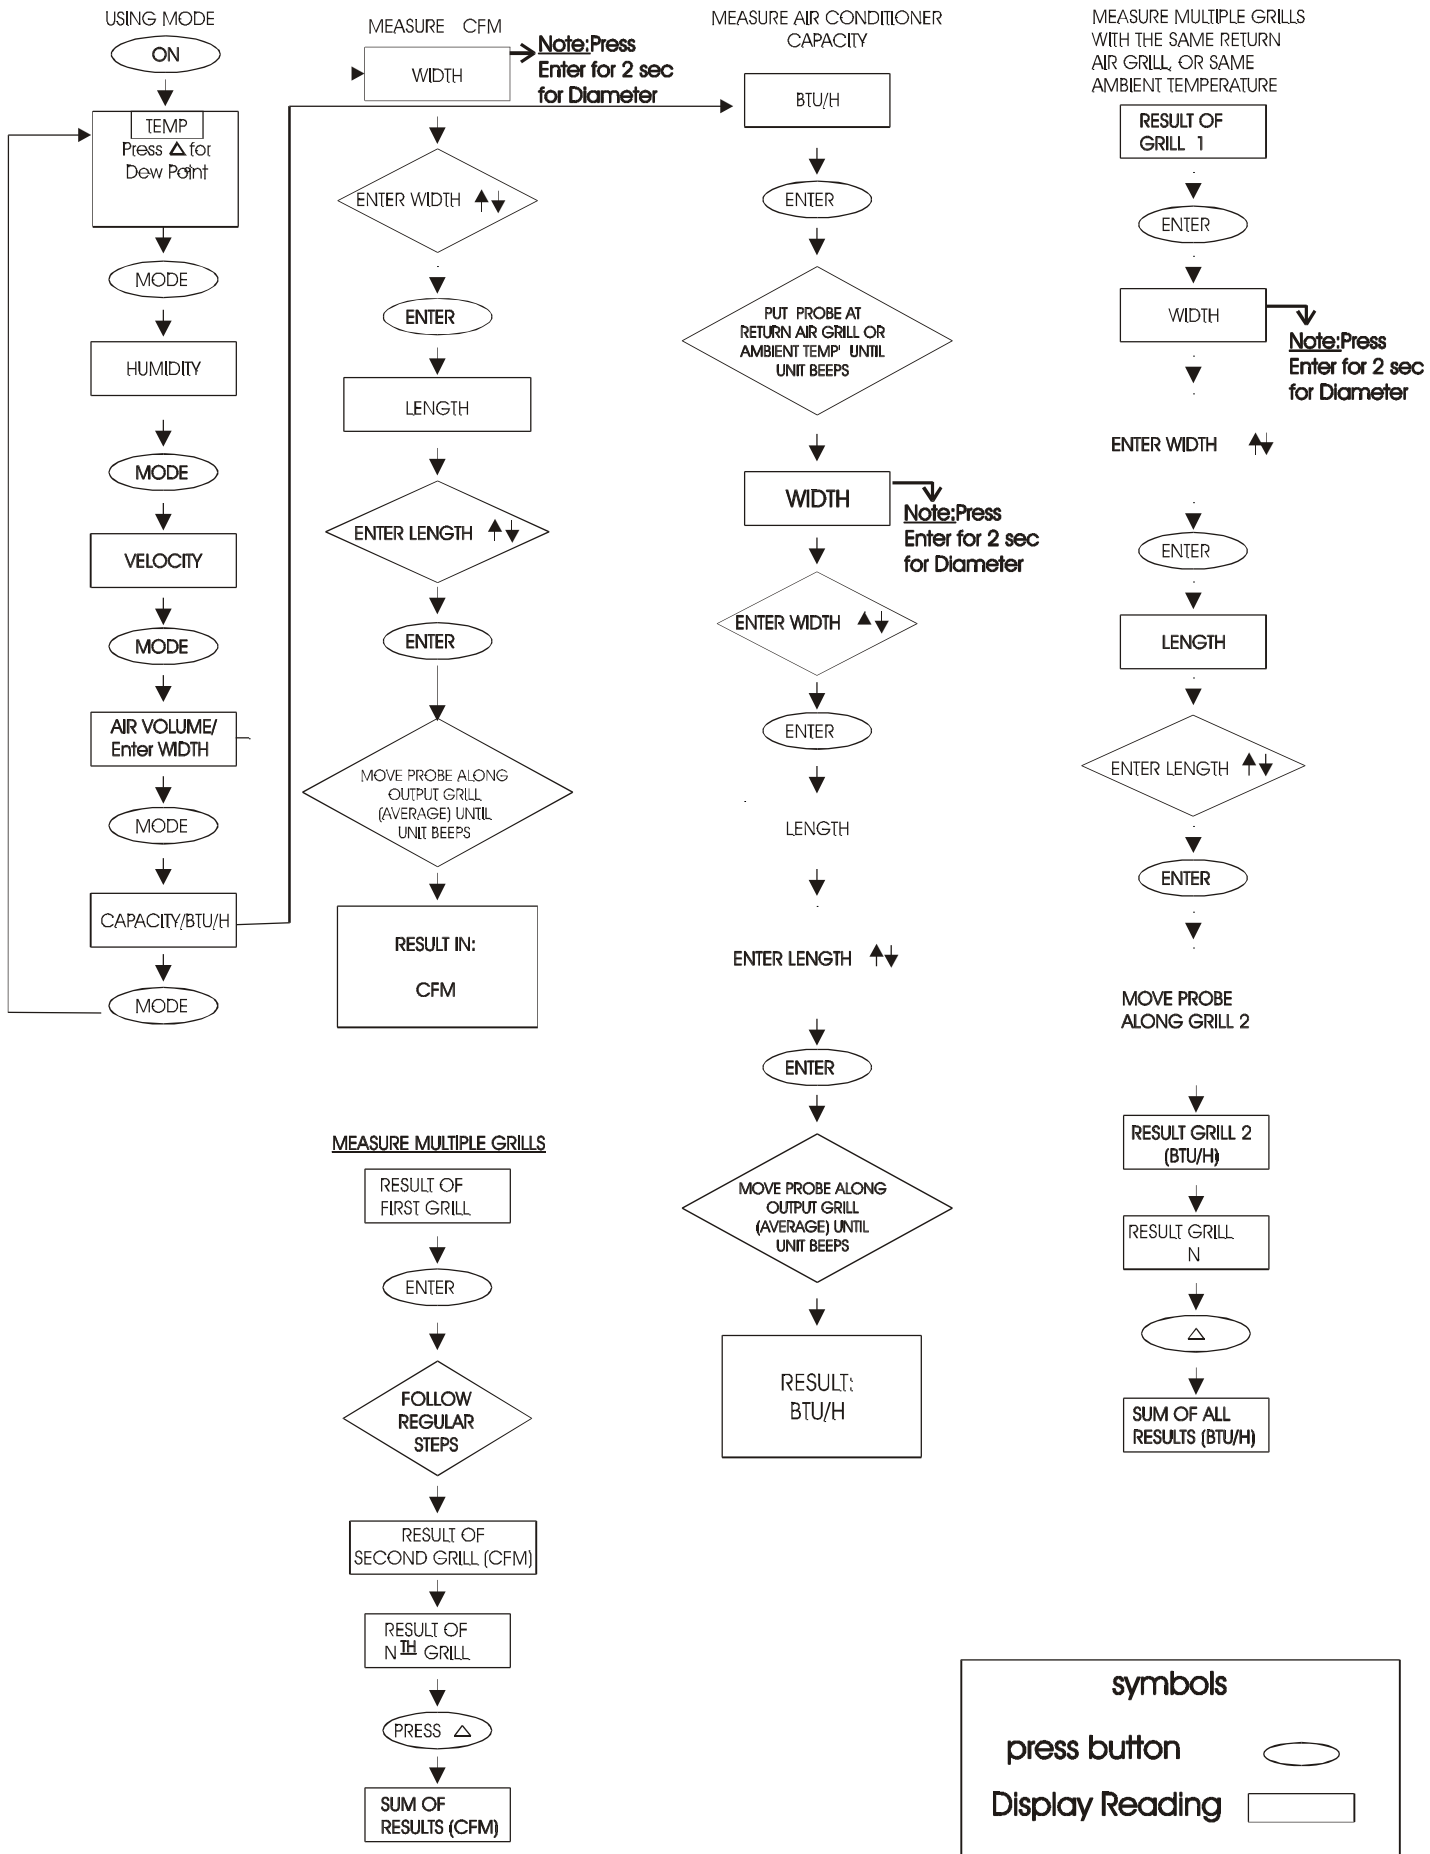 USING MODE
ON
TEMP
Press △ for
Dew Point
MODE
HUMIDITY
MODE
VELOCITY
MODE
AIR VOLUME/
Enter WIDTH
MODE
CAPACITY/BTU/H
MODE
MEASURE CFM
WIDTH
Note:Press
Enter for 2 sec
for Diameter
ENTER WIDTH
ENTER
LENGTH
ENTER LENGTH
ENTER
MOVE PROBE ALONG
OUTPUT GRILL
(AVERAGE) UNTIL
UNIT BEEPS
RESULT IN:
CFM
MEASURE MULTIPLE GRILLS
RESULT OF
FIRST GRILL
ENTER
FOLLOW
REGULAR
STEPS
RESULT OF
SECOND GRILL (CFM)
RESULT OF
N TH GRILL
PRESS △
SUM OF
RESULTS (CFM)
MEASURE AIR CONDITIONER
CAPACITY
BTU/H
ENTER
PUT PROBE AT
RETURN AIR GRILL OR
AMBIENT TEMP' UNTIL
UNIT BEEPS
WIDTH
Note:Press
Enter for 2 sec
for Diameter
ENTER WIDTH
ENTER
LENGTH
ENTER LENGTH
ENTER
MOVE PROBE ALONG
OUTPUT GRILL
(AVERAGE) UNTIL
UNIT BEEPS
RESULT:
BTU/H
MEASURE MULTIPLE GRILLS
WITH THE SAME RETURN
AIR GRILL, OR SAME
AMBIENT TEMPERATURE
RESULT OF
GRILL 1
ENTER
WIDTH
Note:Press
Enter for 2 sec
for Diameter
ENTER WIDTH
ENTER
LENGTH
ENTER LENGTH
ENTER
MOVE PROBE
ALONG GRILL 2
RESULT GRILL 2
(BTU/H)
RESULT GRILL
N
△
SUM OF ALL
RESULTS (BTU/H)
symbols
press button
Display Reading